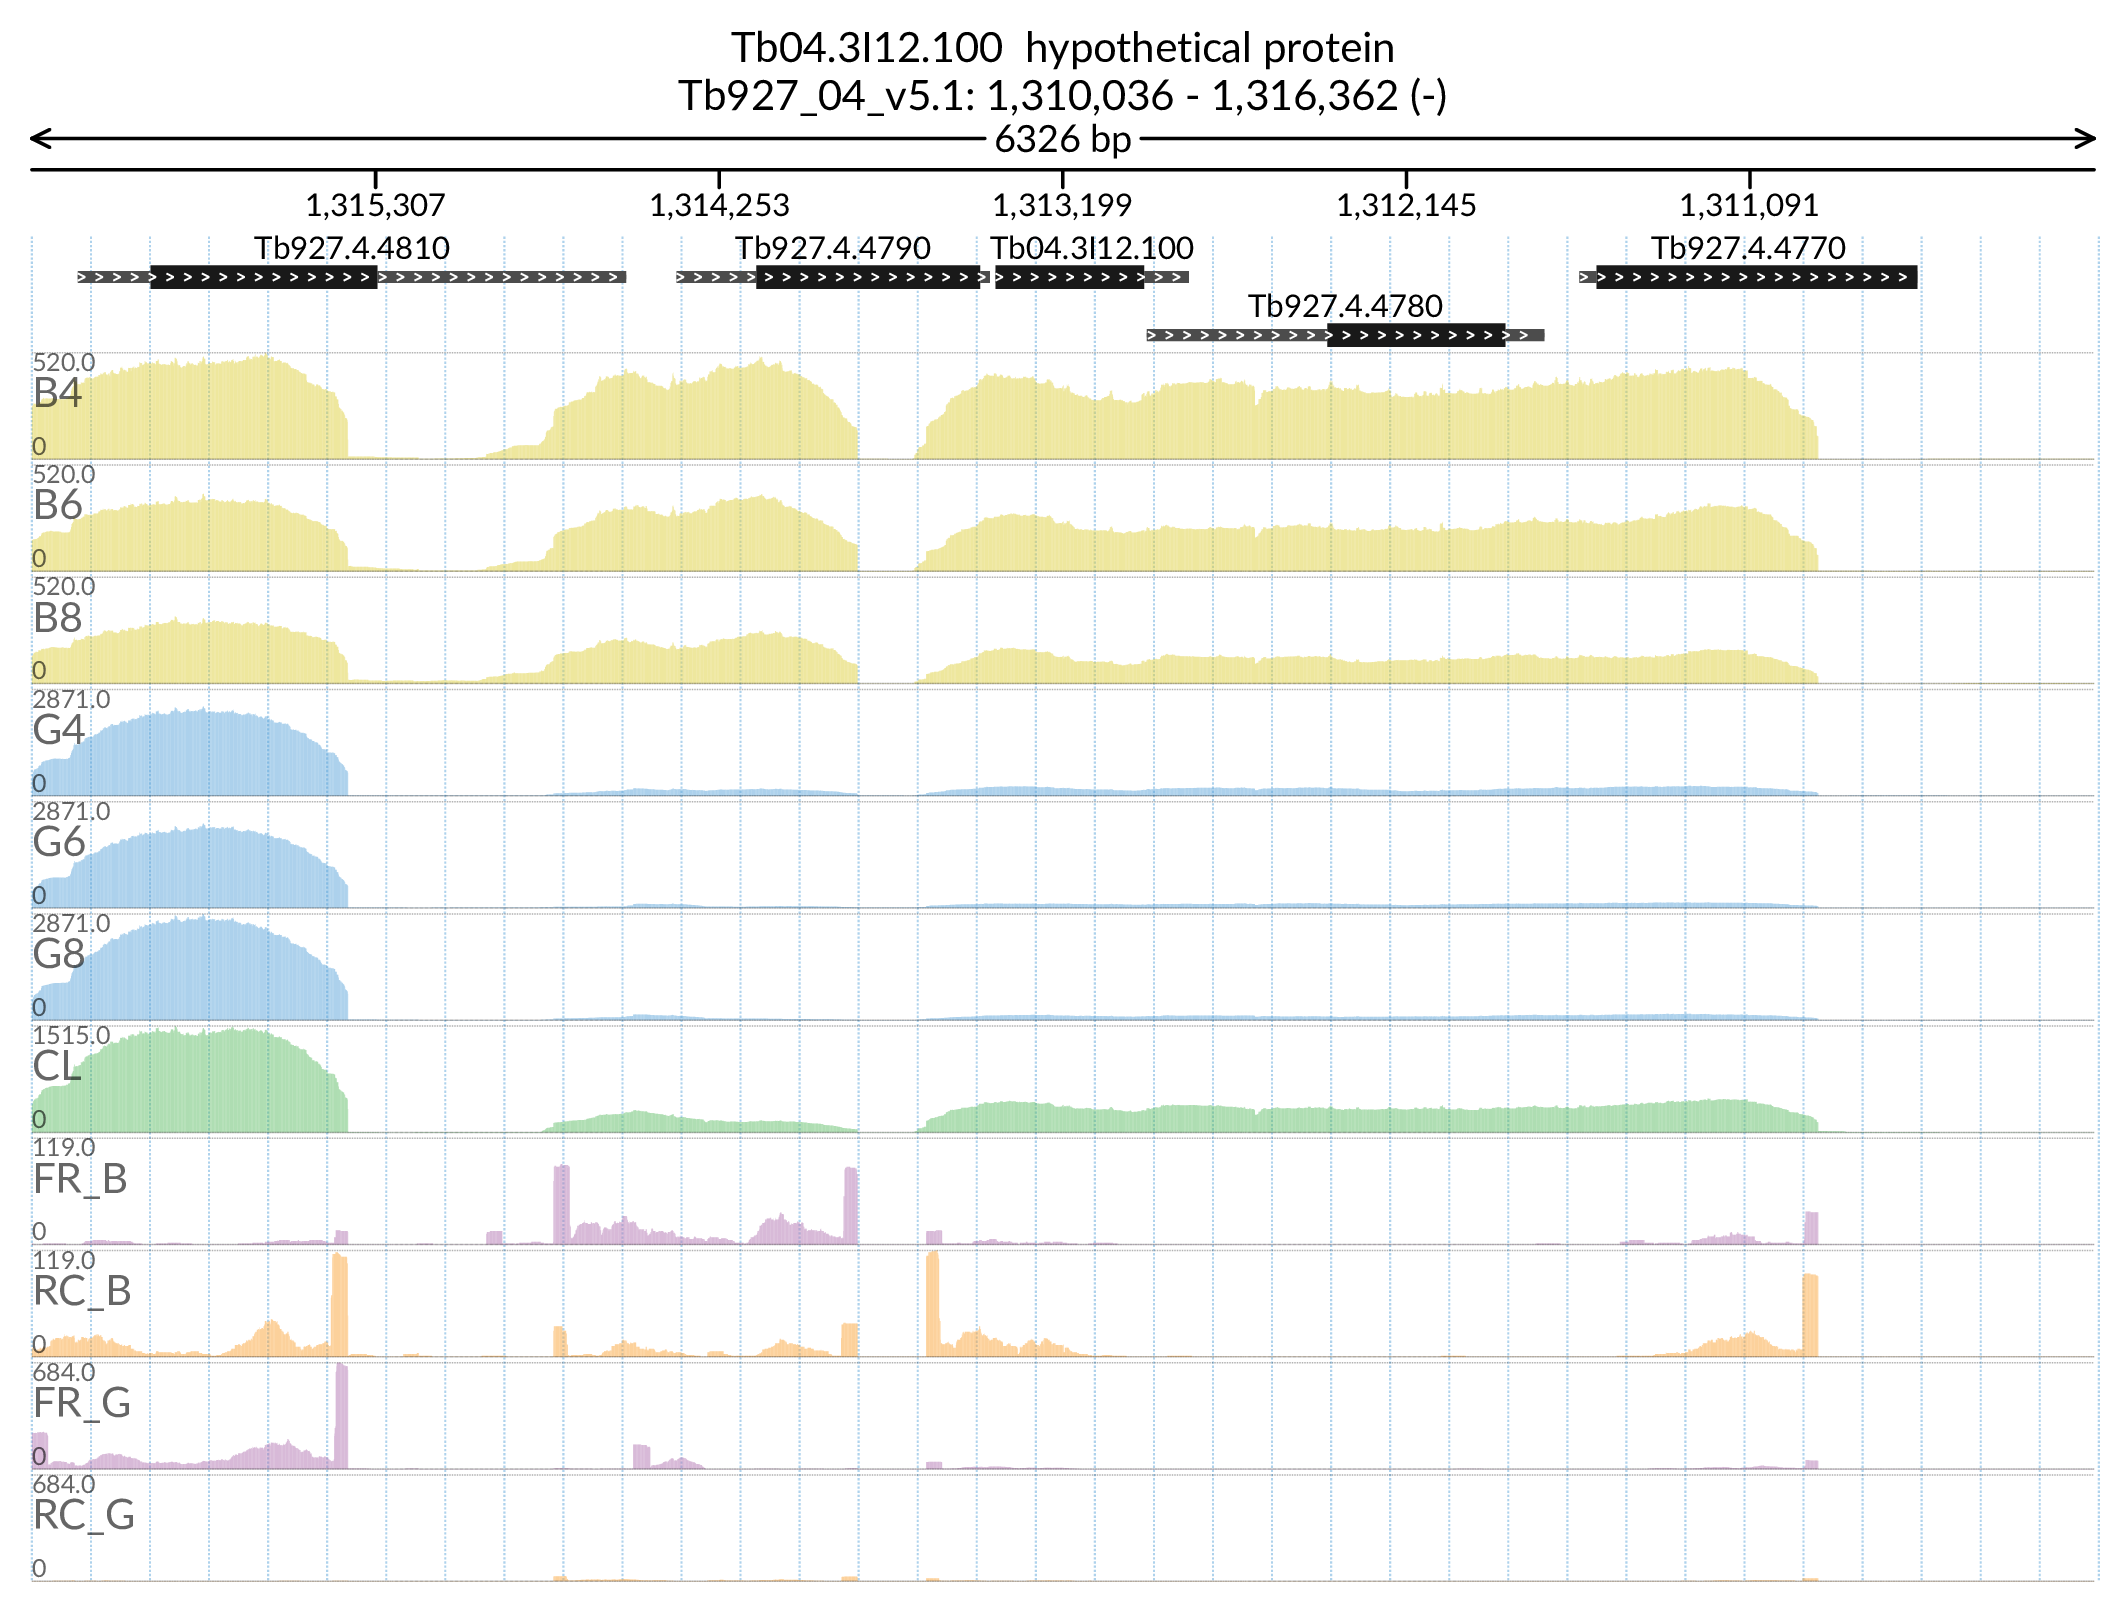 Tb04.3I12.100 hypothetical protein
Tb927_04_v5.1: 1,310,036 - 1,316,362 (-)
6326 bp
1,315,307 1,314,253 1,313,199 1,312,145 1,311,091
Tb927.4.4810 Tb927.4.4790 Tb04.3I12.100 Tb927.4.4770
Tb927.4.4780
520.0
B4
0
520.0
B6
0
520.0
B8
0
2871.0
G4
0
2871.0
G6
0
2871.0
G8
0
1515.0
CL
0
119.0
FR_B
0
119.0
RC_B
0
684.0
FR_G
0
684.0
RC_G
0